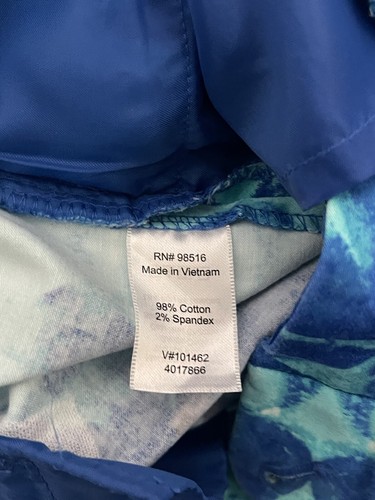 RN# 98516
Made in Vietnam
98% Cotton
2% Spandex
V#101462
4017866